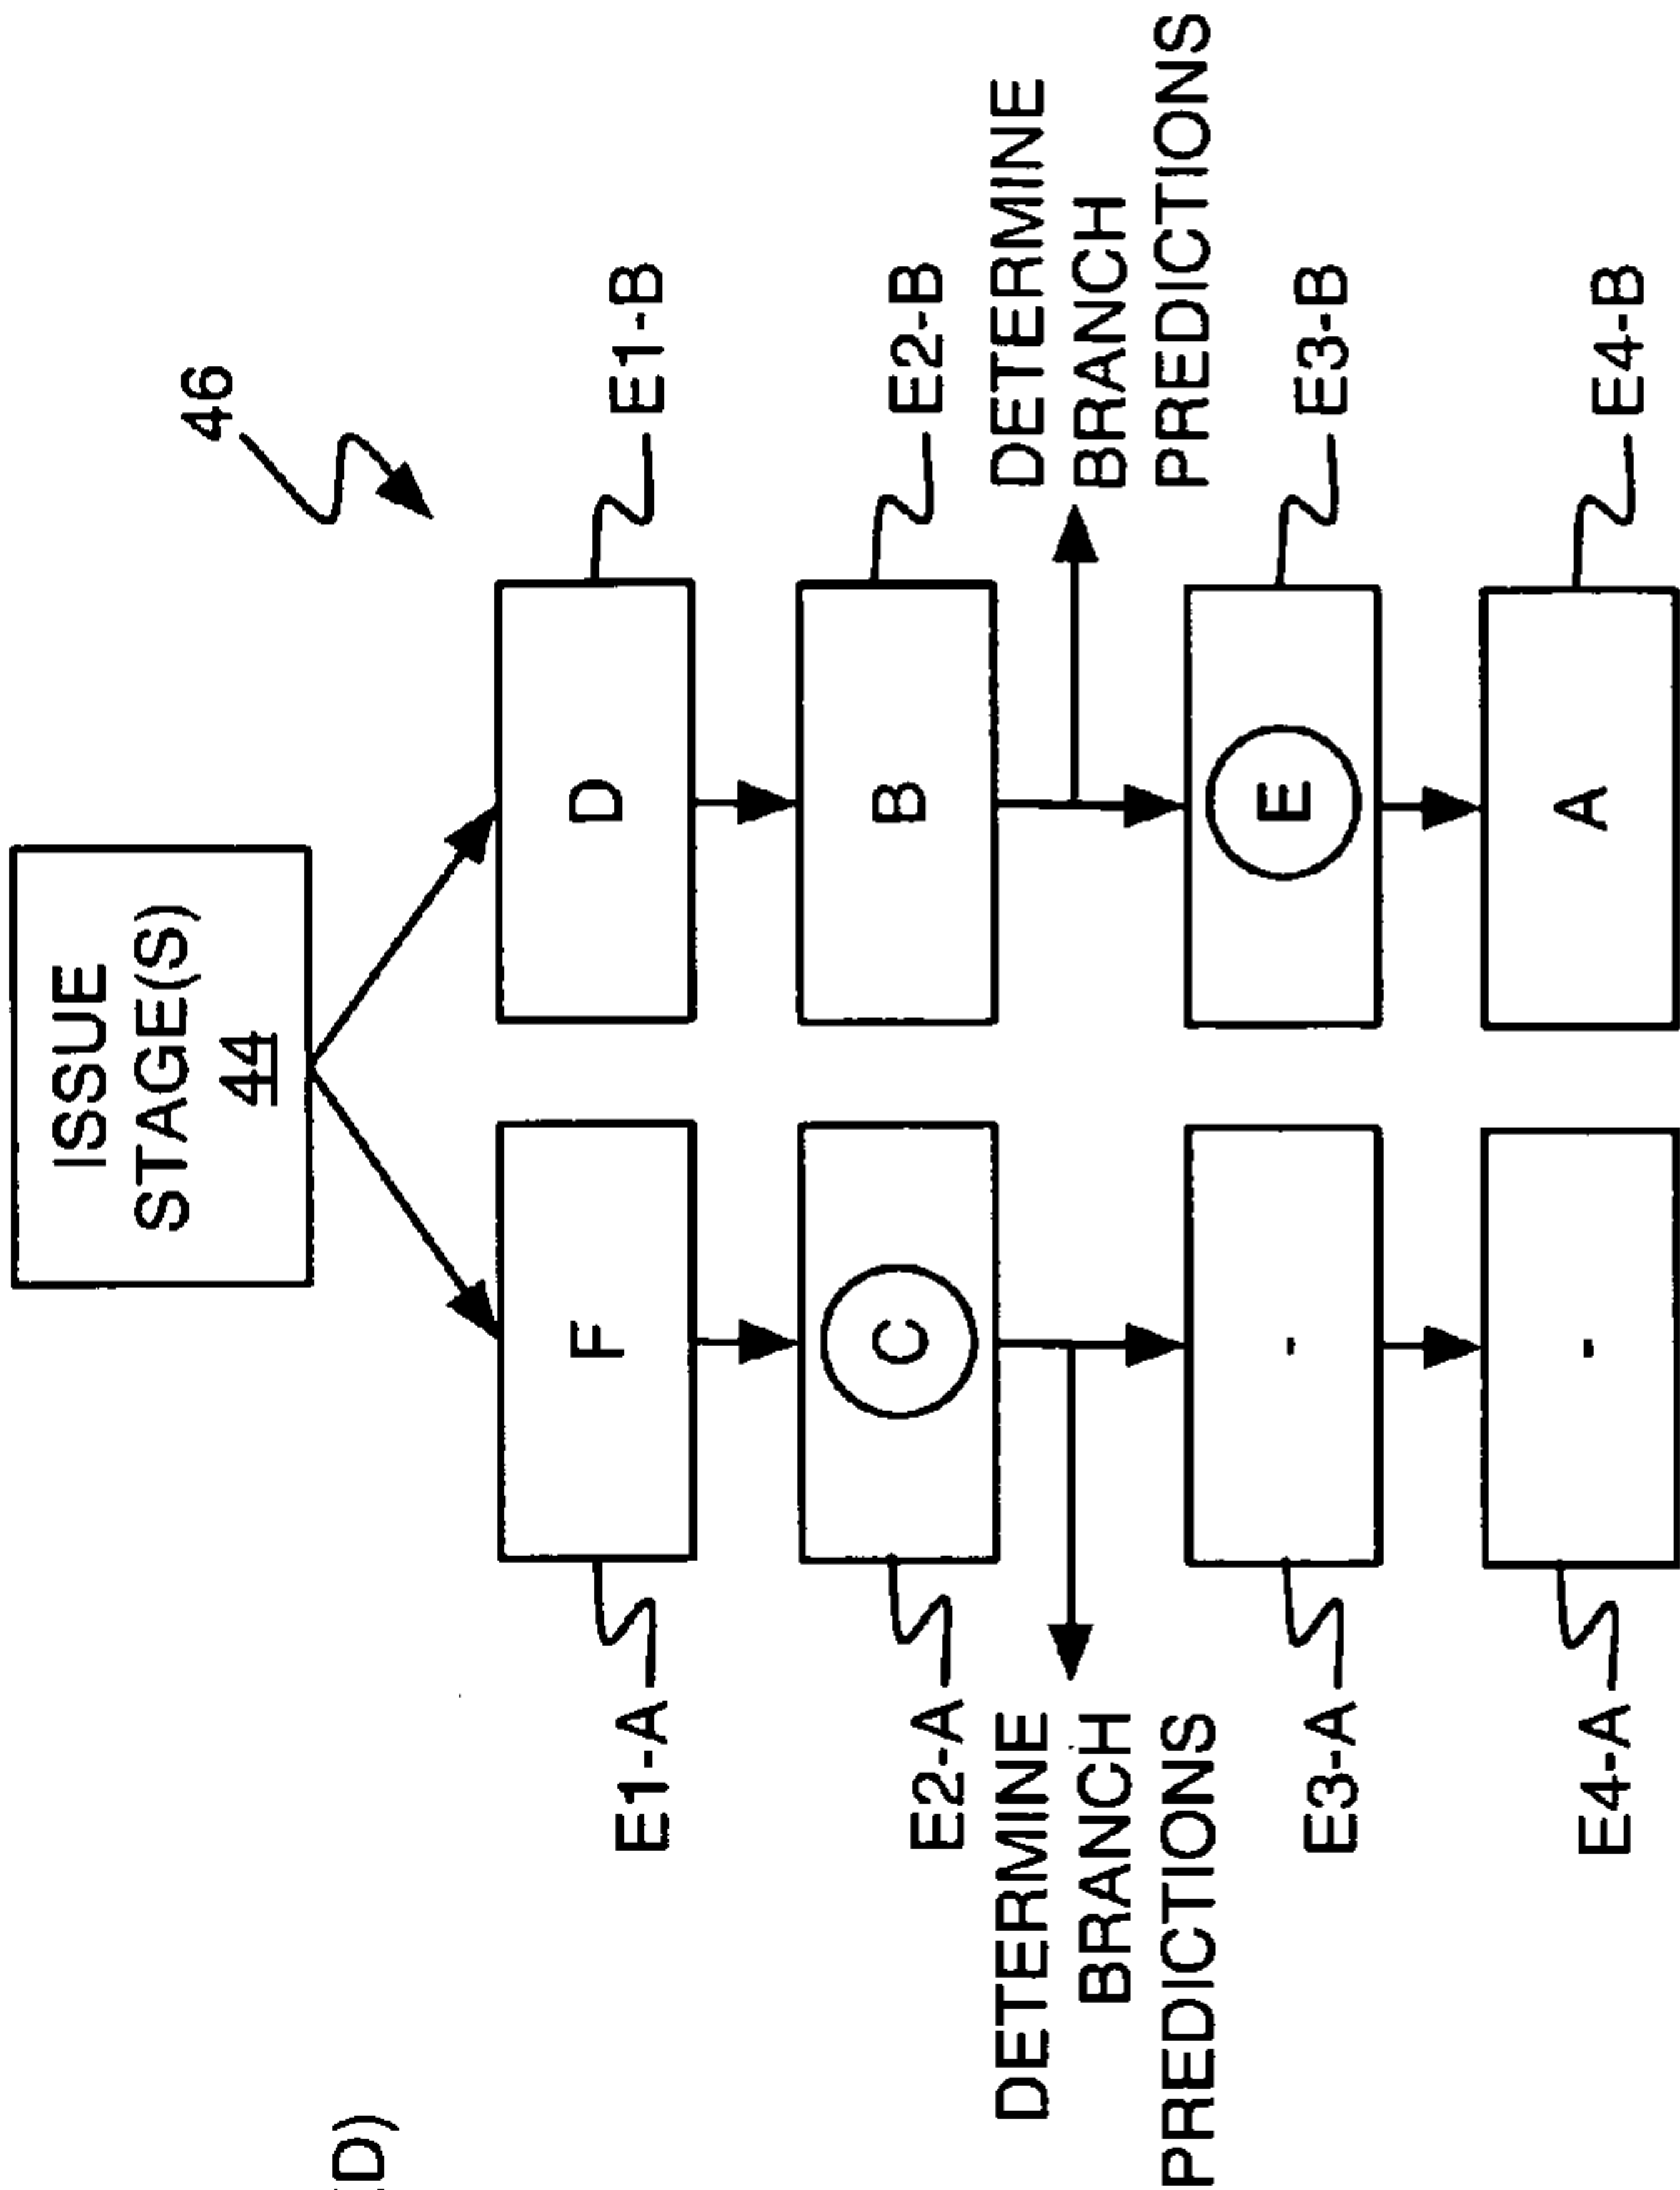 ISSUE
STAGE(S)
44
46
D)
F
D
E1-A
E1-B
C
B
E2-A
E2-B
DETERMINE
BRANCH
PREDICTIONS
DETERMINE
BRANCH
PREDICTIONS
-
E
E3-A
E3-B
-
A
E4-A
E4-B